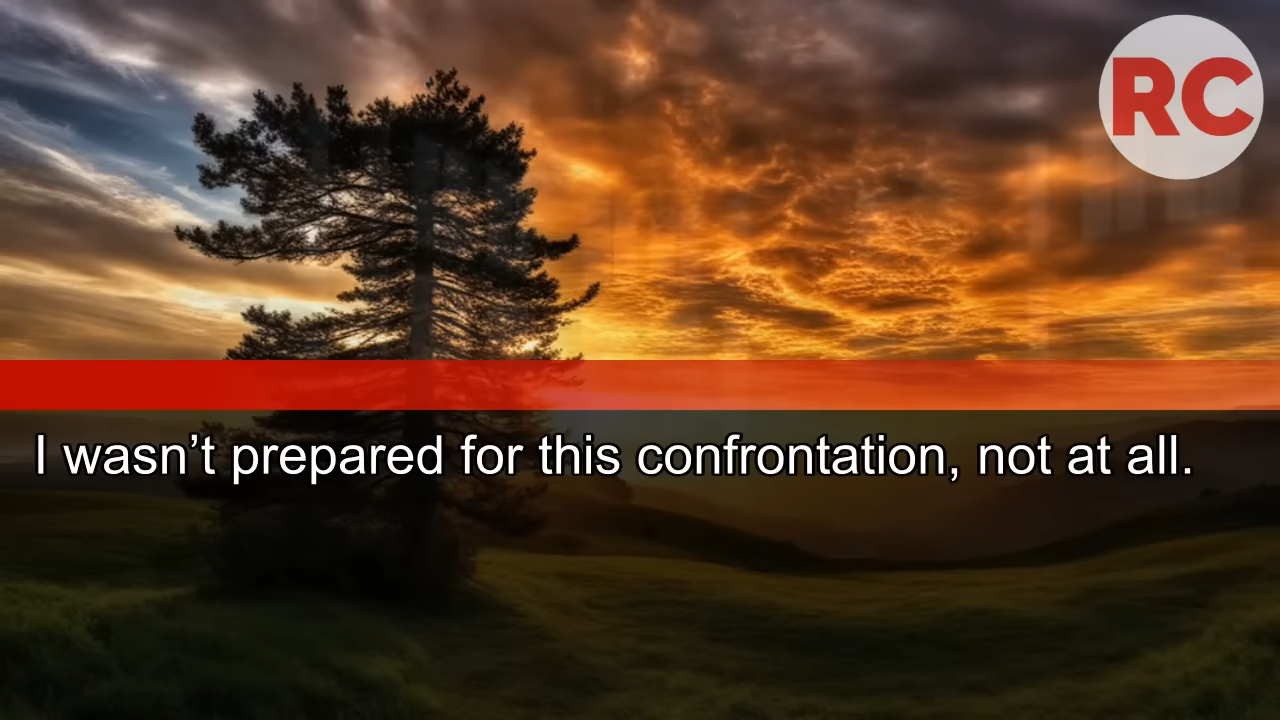 RC
I wasn’t prepared for this confrontation, not at all.